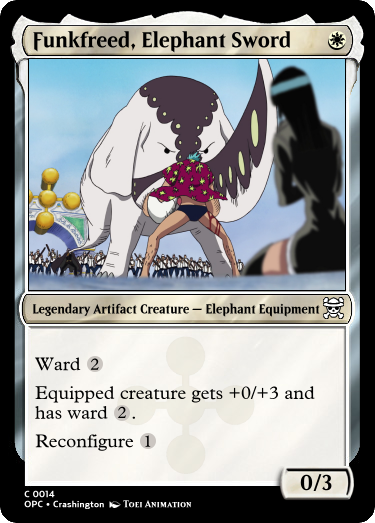 Funkfreed, Elephant Sword
Legendary Artifact Creature — Elephant Equipment
Ward 2
Equipped creature gets +0/+3 and
has ward 2.
Reconfigure 1
0/3
C 0014
OPC • Crashington Toei Animation